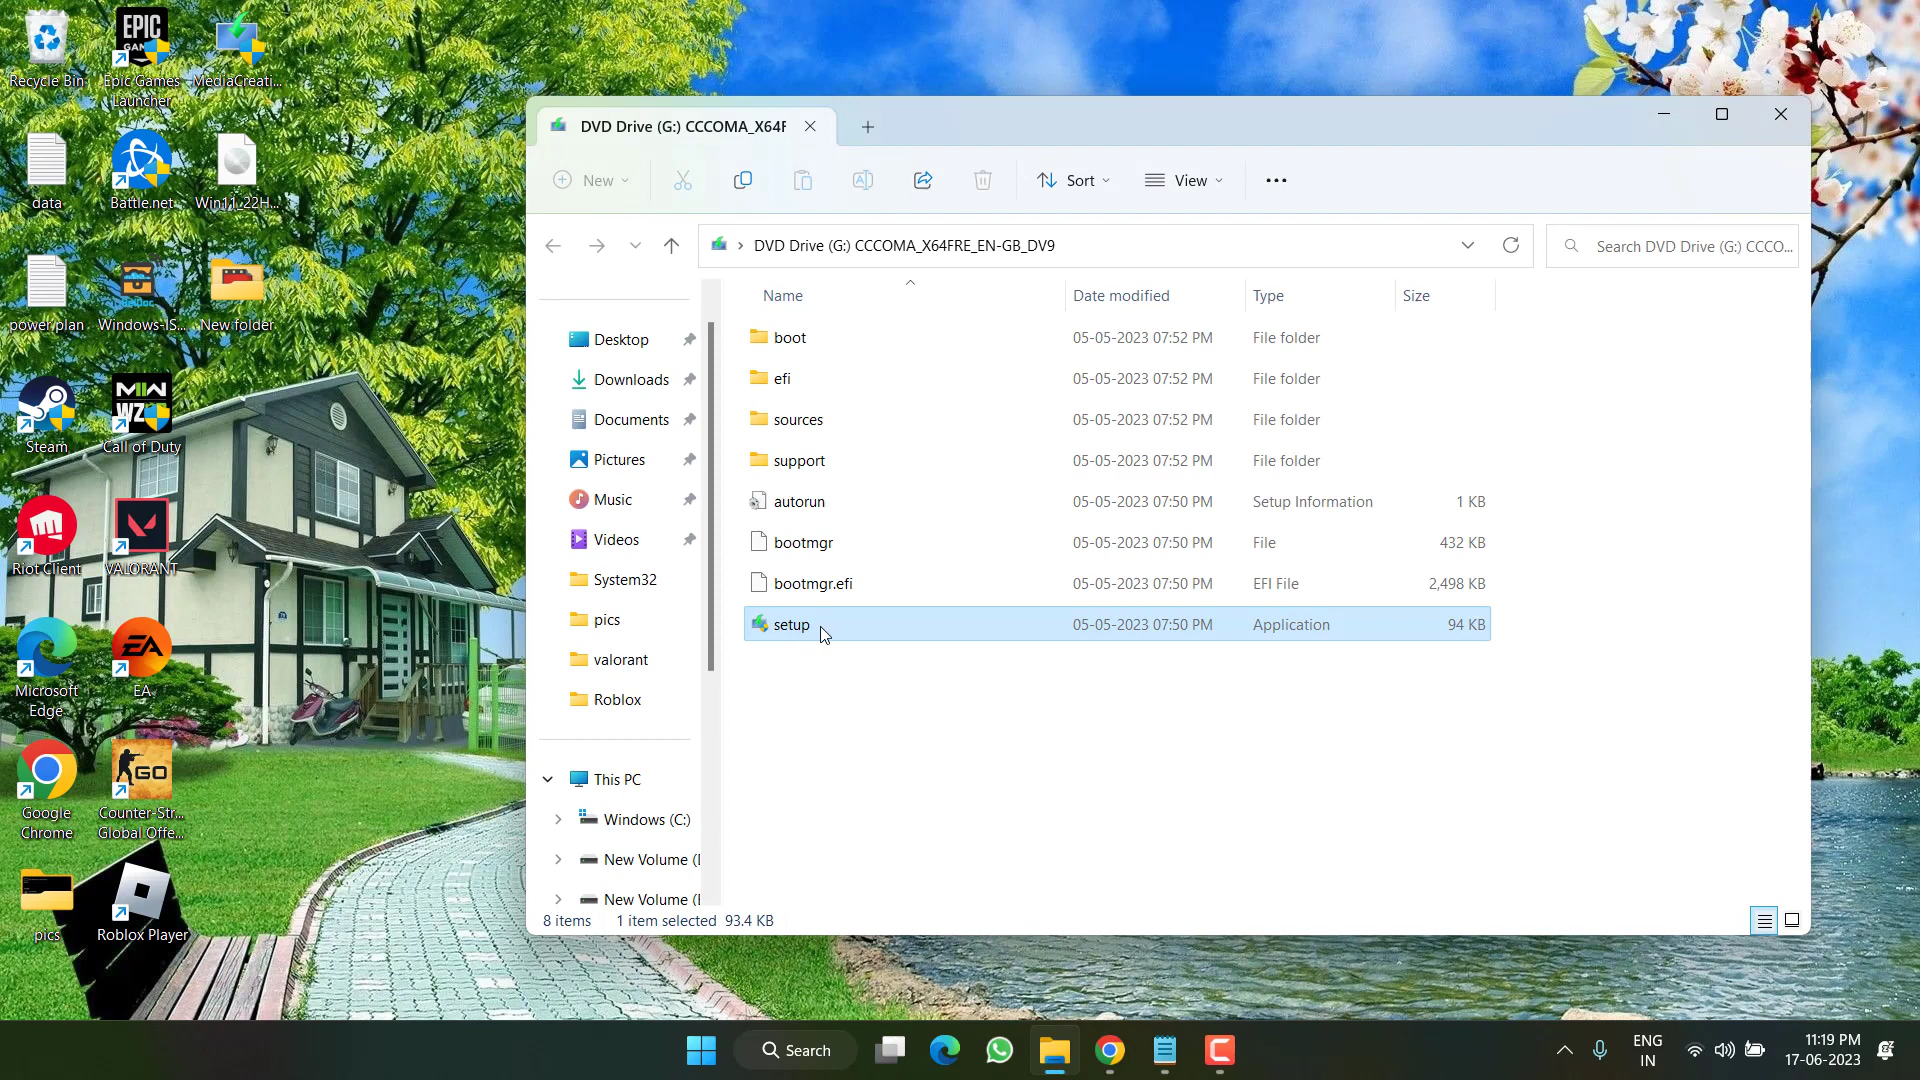 Recycle Bin
Epic Games
Launcher
MediaCreati...
data
Battle.net
Win11_22H...
power plan
Windows-IS...
New folder
Steam
Call of Duty
Riot Client
VALORANT
Microsoft
Edge
EA
Google
Chrome
Counter-Str...
Global Offe...
pics
Roblox Player
EPIC
GO
DVD Drive (G:) CCCOMA_X64F
New
Sort
View
DVD Drive (G:) CCCOMA_X64FRE_EN-GB_DV9
Search DVD Drive (G:) CCCO...
Name Date modified Type Size
Desktop
Downloads
Documents
Pictures
Music
Videos
System32
pics
valorant
Roblox
This PC
Windows (C:)
New Volume (
New Volume (
boot 05-05-2023 07:52 PM File folder
efi 05-05-2023 07:52 PM File folder
sources 05-05-2023 07:52 PM File folder
support 05-05-2023 07:52 PM File folder
autorun 05-05-2023 07:50 PM Setup Information 1 KB
bootmgr 05-05-2023 07:50 PM File 432 KB
bootmgr.efi 05-05-2023 07:50 PM EFI File 2,498 KB
setup 05-05-2023 07:50 PM Application 94 KB
8 items 1 item selected 93.4 KB
Search
ENG
IN
11:19 PM
17-06-2023